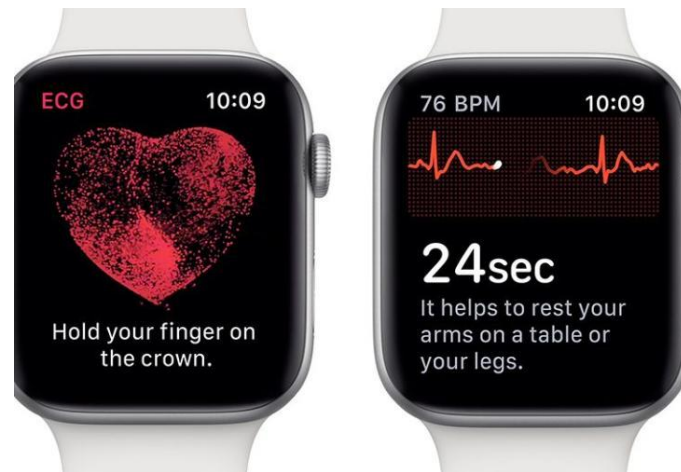 ECG 10:09
Hold your finger on
the crown.
76 BPM 10:09
24sec
It helps to rest your
arms on a table or
your legs.